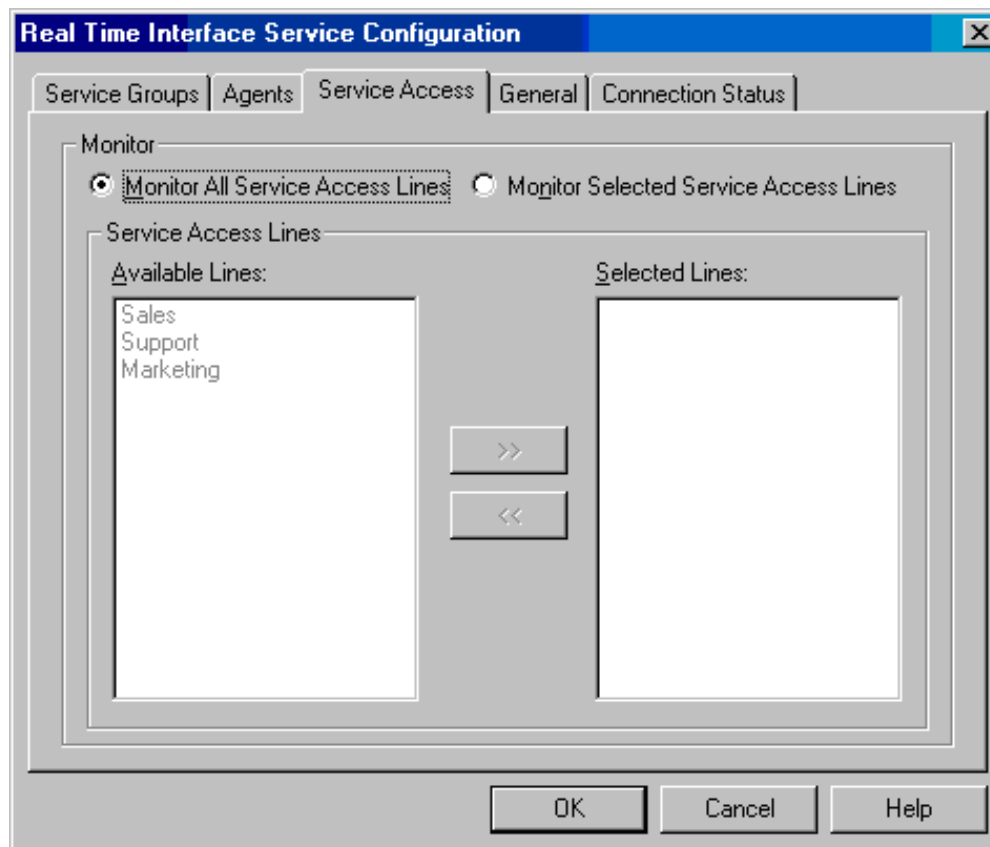 Real Time Interface Service Configuration
Service Groups Agents Service Access General Connection Status
Monitor
Monitor All Service Access Lines Monitor Selected Service Access Lines
Service Access Lines
Available Lines: Selected Lines:
Sales
Support
Marketing
>>
<<
OK Cancel Help